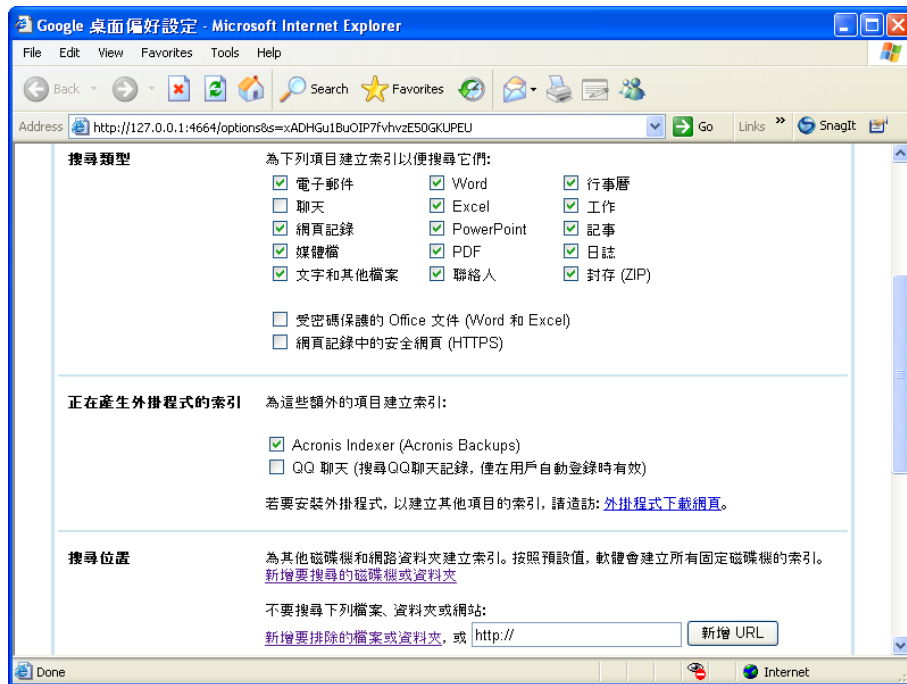 Google 桌面偏好設定 - Microsoft Internet Explorer
File Edit View Favorites Tools Help
Back Search Favorites
Address http://127.0.0.1:4664/options&s=xADHGu1BuOIP7fvhvzE50GKUPEU Go Links » SnagIt
搜尋類型 為下列項目建立索引以便搜尋它們:
電子郵件 Word 行事曆
聊天 Excel 工作
網頁記錄 PowerPoint 記事
媒體檔 PDF 日誌
文字和其他檔案 聯絡人 封存 (ZIP)
受密碼保護的 Office 文件 (Word 和 Excel)
網頁記錄中的安全網頁 (HTTPS)
正在產生外掛程式的索引 為這些額外的項目建立索引:
Acronis Indexer (Acronis Backups)
QQ 聊天 (搜尋QQ聊天記錄, 僅在用戶自動登錄時有效)
若要安裝外掛程式, 以建立其他項目的索引, 請造訪: 外掛程式下載網頁。
搜尋位置 為其他磁碟機和網路資料夾建立索引。按照預設值, 軟體會建立所有固定磁碟機的索引。
新增要搜尋的磁碟機或資料夾
不要搜尋下列檔案、資料夾或網站:
新增要排除的檔案或資料夾, 或 http:// 新增 URL
Done Internet